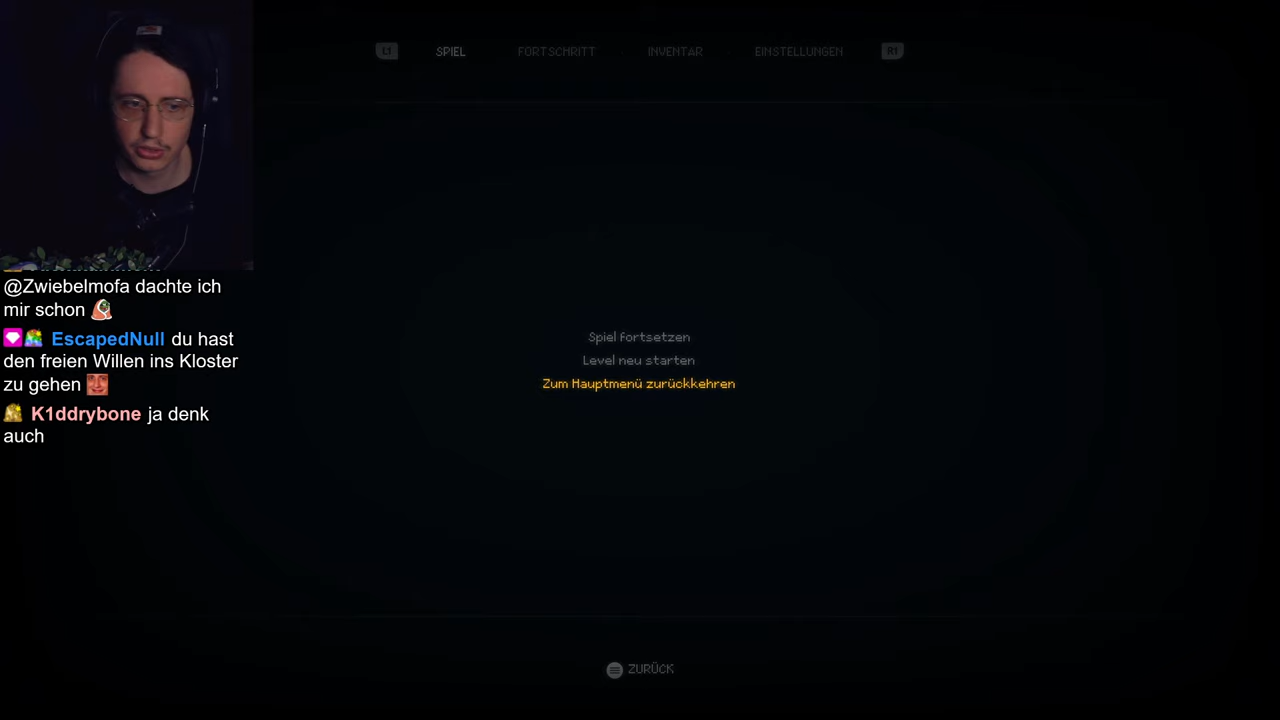 L1 SPIEL FORTSCHRITT INVENTAR EINSTELLUNGEN R1
@Zwiebelmofa dachte ich
mir schon
EscapedNull du hast
den freien Willen ins Kloster
zu gehen
K1ddrybone ja denk
auch
Spiel fortsetzen
Level neu starten
Zum Hauptmenü zurückkehren
ZURÜCK